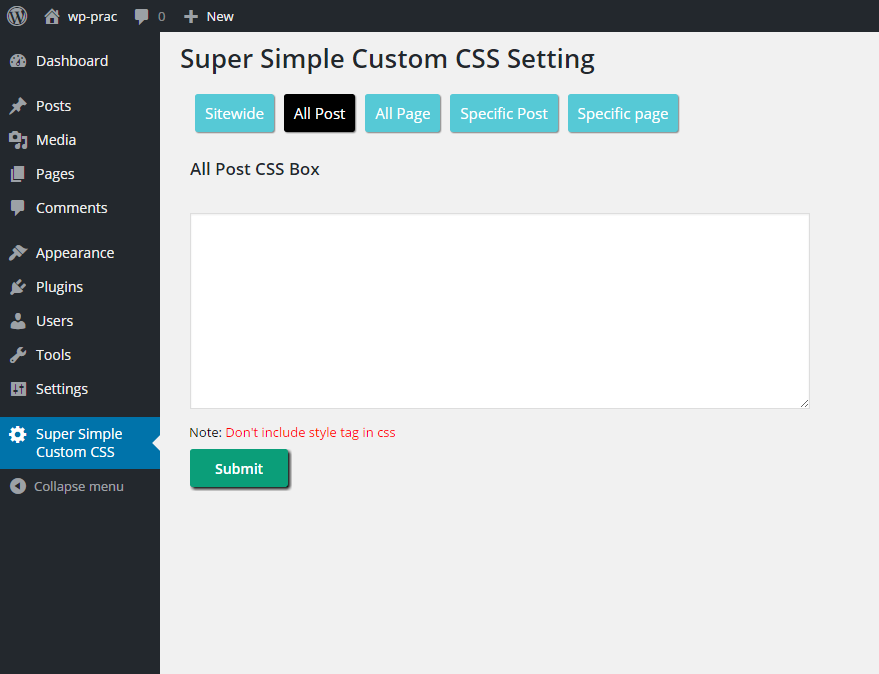 wp-prac 0 New
Dashboard
Posts
Media
Pages
Comments
Appearance
Plugins
Users
Tools
Settings
Super Simple
Custom CSS
Collapse menu
Super Simple Custom CSS Setting
Sitewide All Post All Page Specific Post Specific page
All Post CSS Box
Note: Don't include style tag in css
Submit